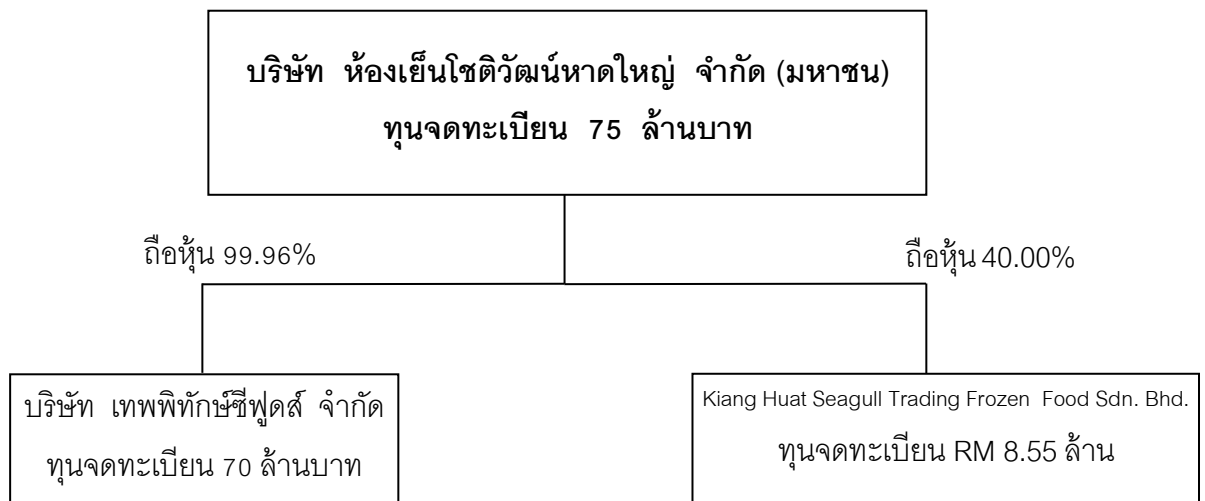 บริษัท ห้องเย็นโชติวัฒน์หาดใหญ่ จำกัด (มหาชน)
ทุนจดทะเบียน 75 ล้านบาท
ถือหุ้น 99.96%
ถือหุ้น 40.00%
บริษัท เทพพิทักษ์ซีฟูดส์ จำกัด
ทุนจดทะเบียน 70 ล้านบาท
Kiang Huat Seagull Trading Frozen Food Sdn. Bhd.
ทุนจดทะเบียน RM 8.55 ล้าน